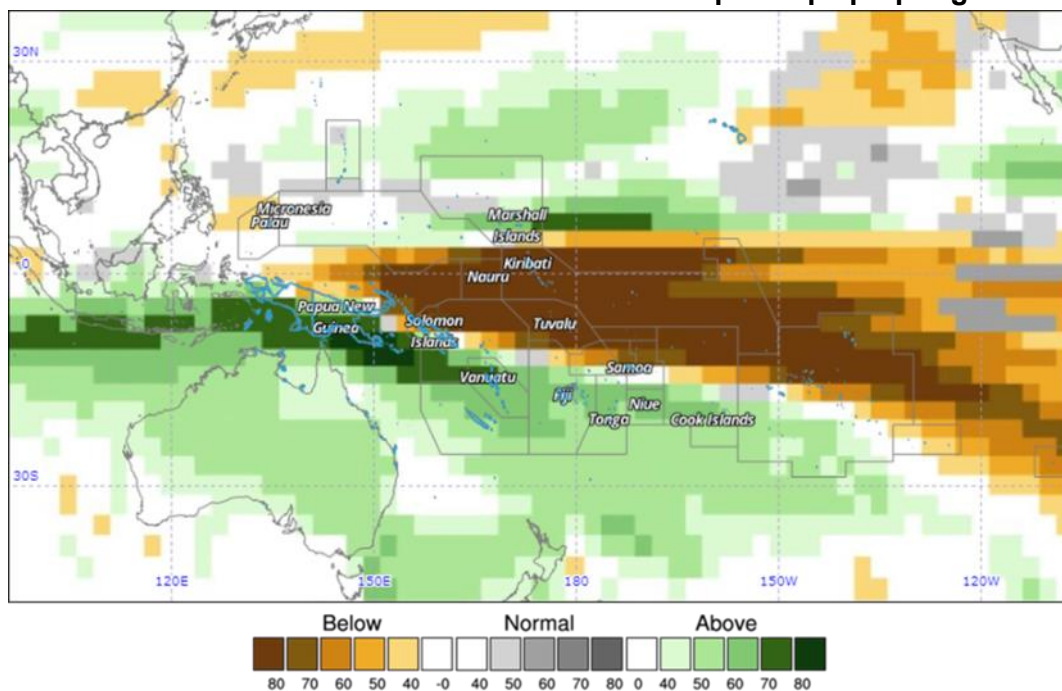 30N
Micronesia
Palau
Marshall
Islands
0
Kiribati
Nauru
Papua New
Guinea
Solomon
Islands
Tuvalu
Samoa
Vanuatu
Fiji
Niue
Tonga
Cook Islands
30S
120E 150E 180 150W 120W
Below Normal Above
80 70 60 50 40 -0 40 50 60 70 80 0 40 50 60 70 80